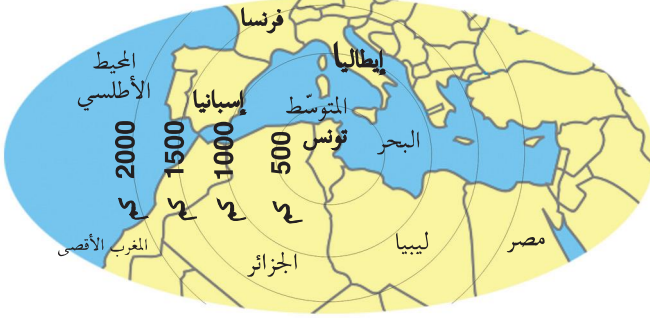 فرنسا
المحيط
الأطلسي
إيطاليا
إسبانيا
المتوسّط
تونس
البحر
2000 كم
1500 كم
1000 كم
500 كم
المغرب الأقصى
الجزائر
ليبيا
مصر